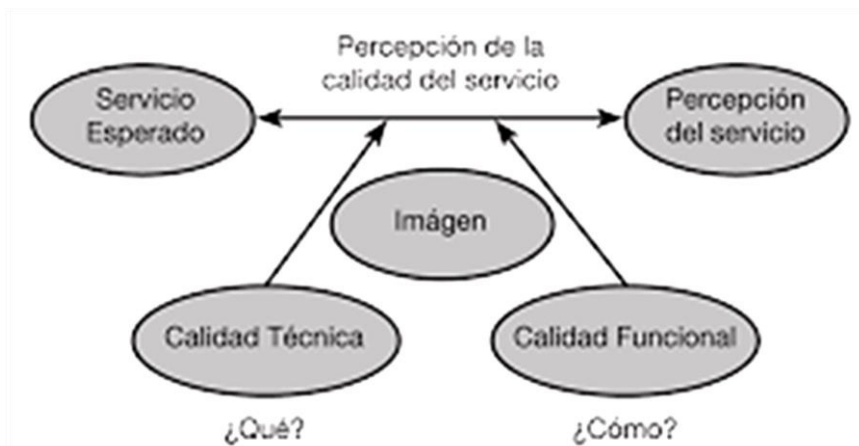 Percepción de la
calidad del servicio
Servicio
Esperado
Percepción
del servicio
Imágen
Calidad Técnica
Calidad Funcional
¿Qué?
¿Cómo?